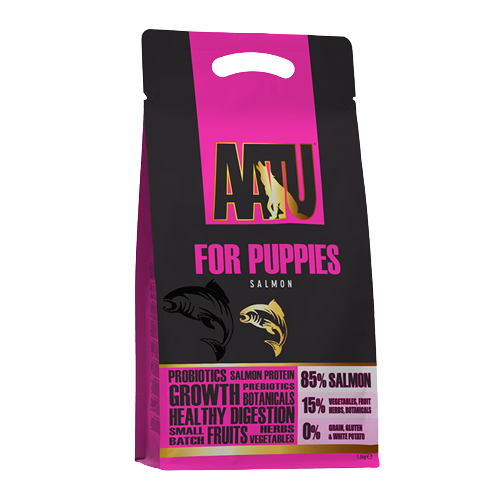 AATU
FOR PUPPIES
SALMON
PROBIOTICS SALMON PROTEIN
GROWTH PREBIOTICS BOTANICALS
HEALTHY DIGESTION
SMALL BATCH FRUITS HERBS VEGETABLES
85% SALMON
15% VEGETABLES, FRUIT
HERBS, BOTANICALS
0% GRAIN, GLUTEN
& WHITE POTATO